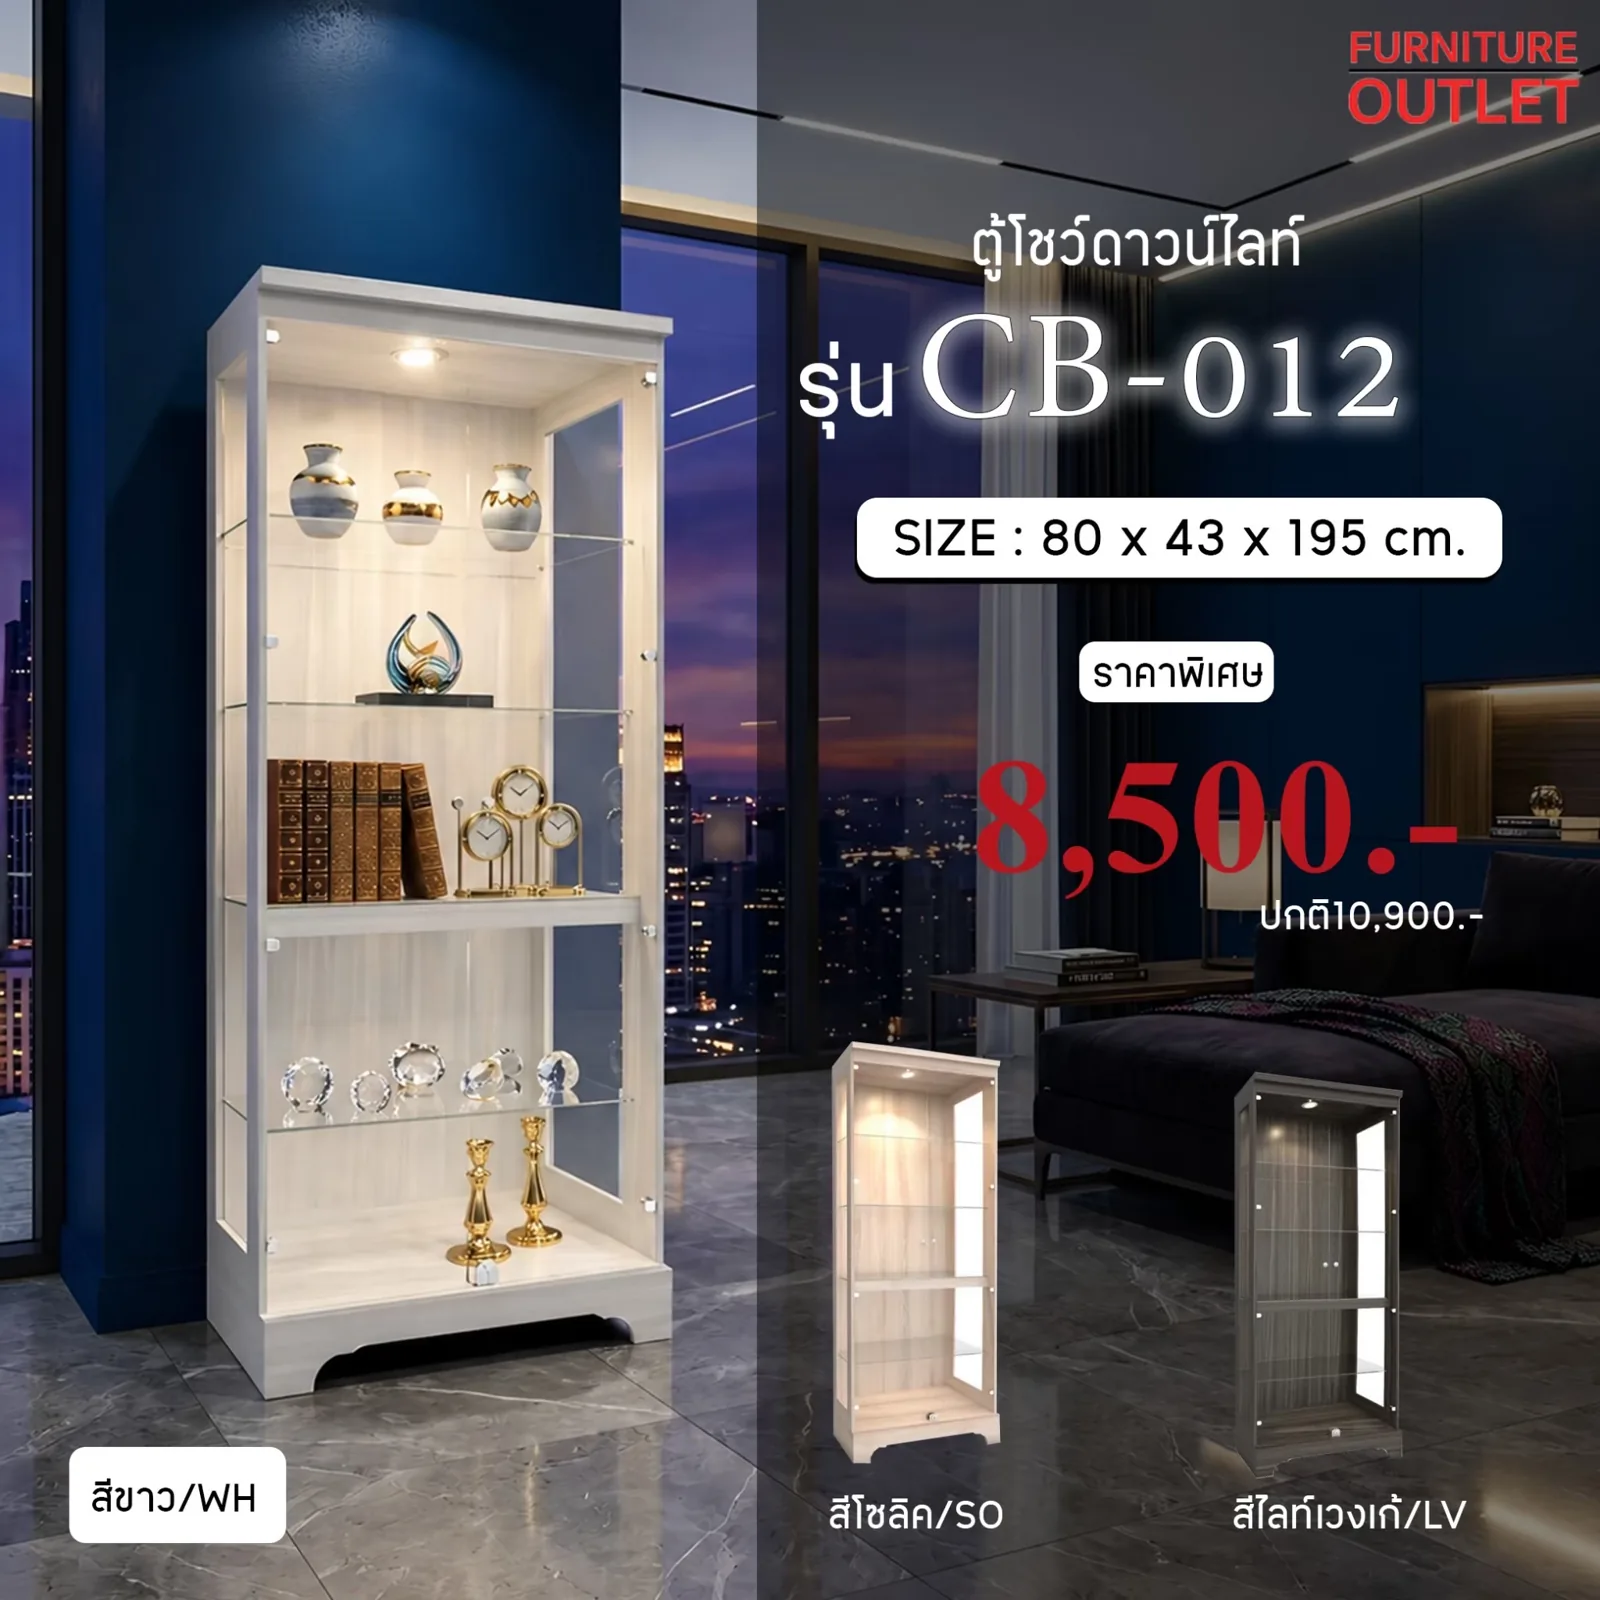 FURNITURE
OUTLET
ตู้โชว์ดาวน์ไลท์
รุ่น CB-012
SIZE : 80 x 43 x 195 cm.
ราคาพิเศษ
8,500.-
ปกติ10,900.-
สีขาว/WH
สีโซลิค/SO
สีไลท์เวงเก้/LV